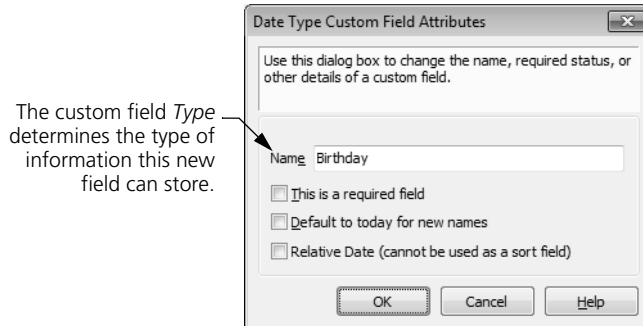 Date Type Custom Field Attributes
Use this dialog box to change the name, required status, or
other details of a custom field.
The custom field Type
determines the type of
information this new
field can store.
Name Birthday
This is a required field
Default to today for new names
Relative Date (cannot be used as a sort field)
OK Cancel Help